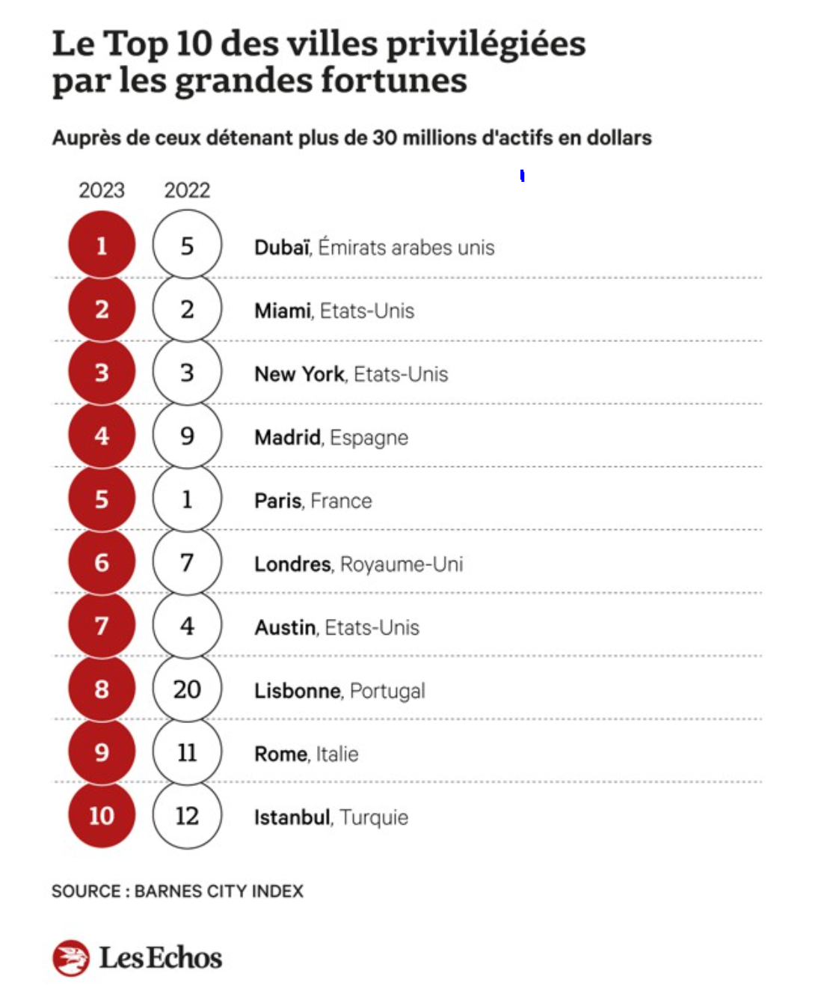 Le Top 10 des villes privilégiées
par les grandes fortunes
Auprès de ceux détenant plus de 30 millions d'actifs en dollars
2023 2022
1 5 Dubaï, Émirats arabes unis
2 2 Miami, Etats-Unis
3 3 New York, Etats-Unis
4 9 Madrid, Espagne
5 1 Paris, France
6 7 Londres, Royaume-Uni
7 4 Austin, Etats-Unis
8 20 Lisbonne, Portugal
9 11 Rome, Italie
10 12 Istanbul, Turquie
SOURCE : BARNES CITY INDEX
Les Echos